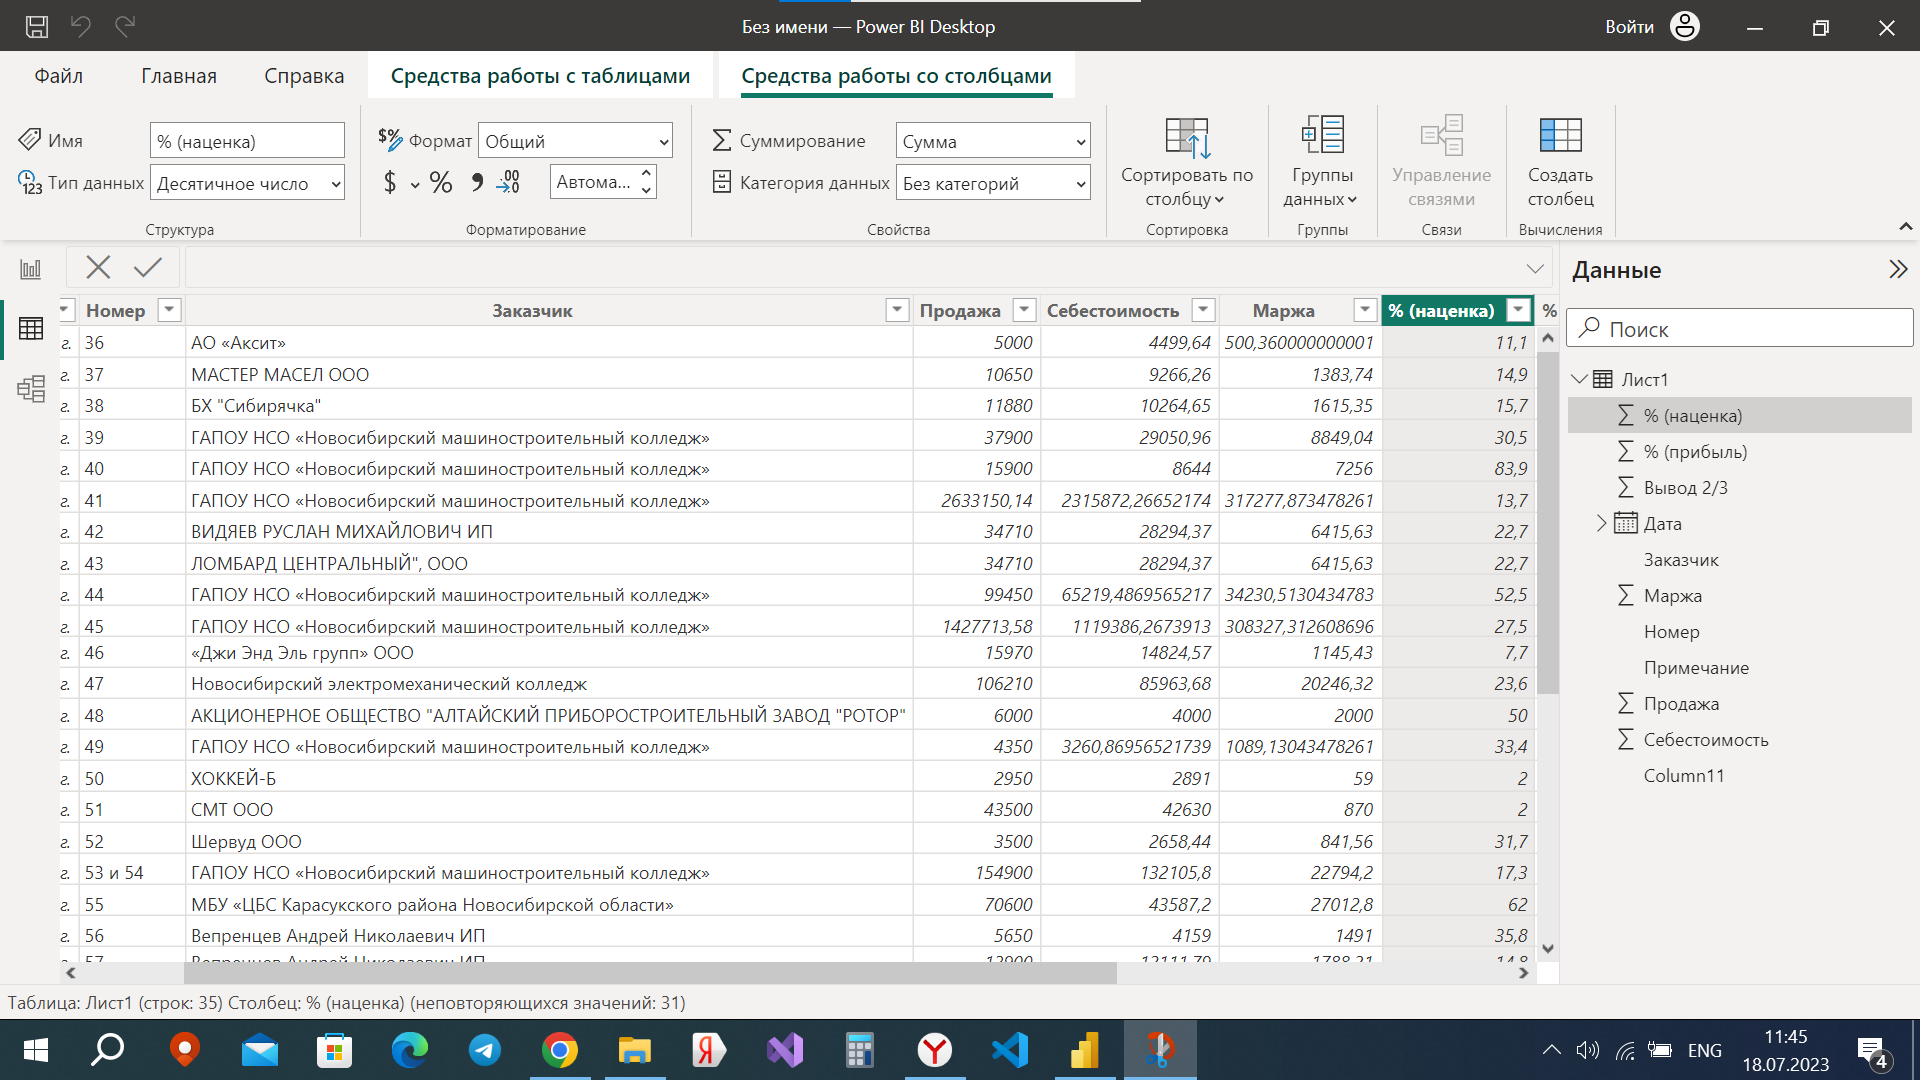 Без имени — Power BI Desktop
Войти
Файл Главная Справка Средства работы с таблицами Средства работы со столбцами
Имя % (наценка) $% Формат Общий Суммирование Сумма
Тип данных Десятичное число $ % Автома... Категория данных Без категорий
Сортировать по столбцу
Группы данных
Управление связями
Создать столбец
Структура Форматирование Свойства Сортировка Группы Связи Вычисления
Номер Заказчик Продажа Себестоимость Маржа % (наценка) %
г. 36 АО «Аксит» 5000 4499,64 500,360000000001 11,1
г. 37 МАСТЕР МАСЕЛ ООО 10650 9266,26 1383,74 14,9
г. 38 БХ "Сибирячка" 11880 10264,65 1615,35 15,7
г. 39 ГАПОУ НСО «Новосибирский машиностроительный колледж» 37900 29050,96 8849,04 30,5
г. 40 ГАПОУ НСО «Новосибирский машиностроительный колледж» 15900 8644 7256 83,9
г. 41 ГАПОУ НСО «Новосибирский машиностроительный колледж» 2633150,14 2315872,26652174 317277,873478261 13,7
г. 42 ВИДЯЕВ РУСЛАН МИХАЙЛОВИЧ ИП 34710 28294,37 6415,63 22,7
г. 43 ЛОМБАРД ЦЕНТРАЛЬНЫЙ", ООО 34710 28294,37 6415,63 22,7
г. 44 ГАПОУ НСО «Новосибирский машиностроительный колледж» 99450 65219,4869565217 34230,5130434783 52,5
г. 45 ГАПОУ НСО «Новосибирский машиностроительный колледж» 1427713,58 1119386,2673913 308327,312608696 27,5
г. 46 «Джи Энд Эль групп» ООО 15970 14824,57 1145,43 7,7
г. 47 Новосибирский электромеханический колледж 106210 85963,68 20246,32 23,6
г. 48 АКЦИОНЕРНОЕ ОБЩЕСТВО "АЛТАЙСКИЙ ПРИБОРОСТРОИТЕЛЬНЫЙ ЗАВОД "РОТОР" 6000 4000 2000 50
г. 49 ГАПОУ НСО «Новосибирский машиностроительный колледж» 4350 3260,86956521739 1089,13043478261 33,4
г. 50 ХОККЕЙ-Б 2950 2891 59 2
г. 51 СМТ ООО 43500 42630 870 2
г. 52 Шервуд ООО 3500 2658,44 841,56 31,7
г. 53 и 54 ГАПОУ НСО «Новосибирский машиностроительный колледж» 154900 132105,8 22794,2 17,3
г. 55 МБУ «ЦБС Карасукского района Новосибирской области» 70600 43587,2 27012,8 62
г. 56 Вепренцев Андрей Николаевич ИП 5650 4159 1491 35,8
57 Вепренцев Андрей Николаевич ИП 13900 12111,79 1788,21 14,8
Данные
Поиск
Лист1
% (наценка)
% (прибыль)
Вывод 2/3
Дата
Заказчик
Маржа
Номер
Примечание
Продажа
Себестоимость
Column11
Таблица: Лист1 (строк: 35) Столбец: % (наценка) (неповторяющихся значений: 31)
ENG
11:45
18.07.2023
4